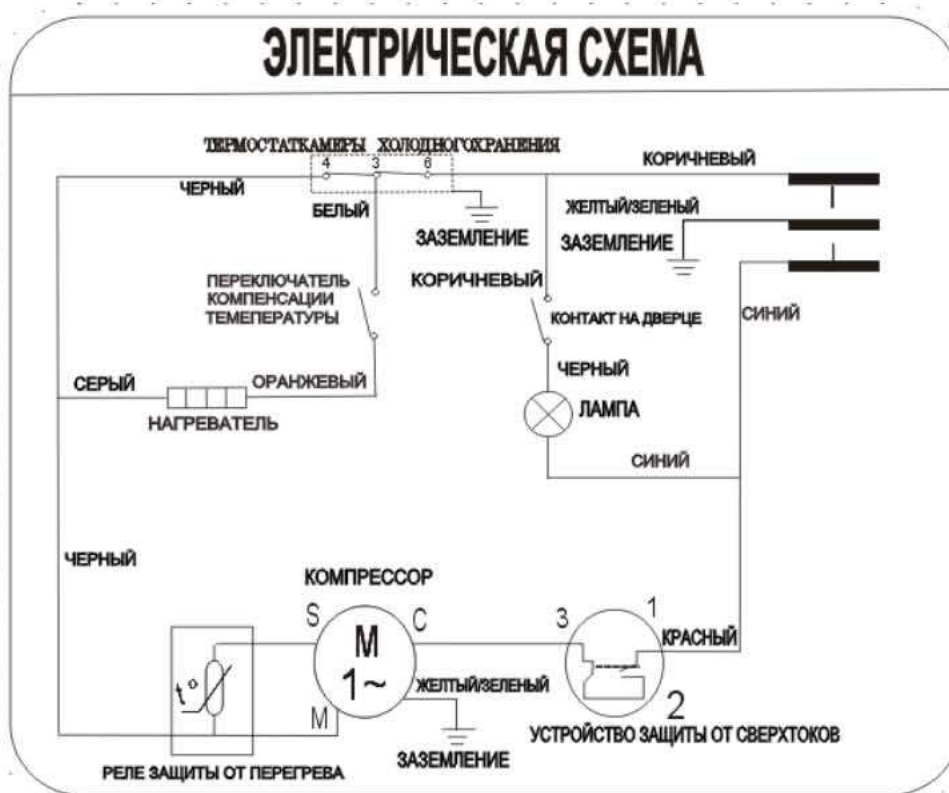 ЭЛЕКТРИЧЕСКАЯ СХЕМА
ТЕРМОСТАТКАМЕРЫ ХОЛОДНОГОХРАНЕНИЯ
4 3 6
КОРИЧНЕВЫЙ
ЧЕРНЫЙ
БЕЛЫЙ
ЗАЗЕМЛЕНИЕ
ЖЕЛТЫЙ/ЗЕЛЕНЫЙ
ЗАЗЕМЛЕНИЕ
ПЕРЕКЛЮЧАТЕЛЬ
КОМПЕНСАЦИИ
ТЕМЕПЕРАТУРЫ
КОРИЧНЕВЫЙ
КОНТАКТ НА ДВЕРЦЕ
СИНИЙ
ЧЕРНЫЙ
СЕРЫЙ
ОРАНЖЕВЫЙ
НАГРЕВАТЕЛЬ
ЛАМПА
СИНИЙ
ЧЕРНЫЙ
КОМПРЕССОР
S
C
M
1~
M
3
1
2
КРАСНЫЙ
t°
ЖЕЛТЫЙ/ЗЕЛЕНЫЙ
ЗАЗЕМЛЕНИЕ
УСТРОЙСТВО ЗАЩИТЫ ОТ СВЕРХТОКОВ
РЕЛЕ ЗАЩИТЫ ОТ ПЕРЕГРЕВА